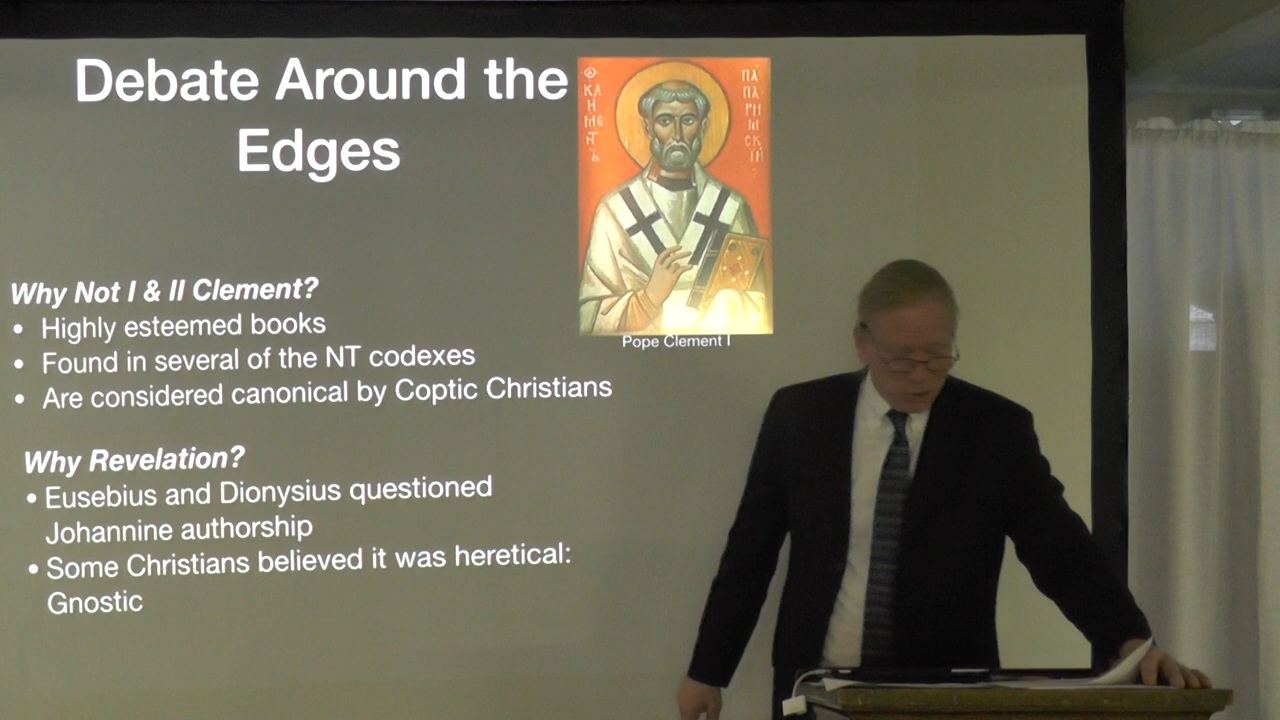 Debate Around the
Edges
Pope Clement I
Why Not I & II Clement?
• Highly esteemed books
• Found in several of the NT codexes
• Are considered canonical by Coptic Christians
Why Revelation?
• Eusebius and Dionysius questioned
Johannine authorship
• Some Christians believed it was heretical:
Gnostic